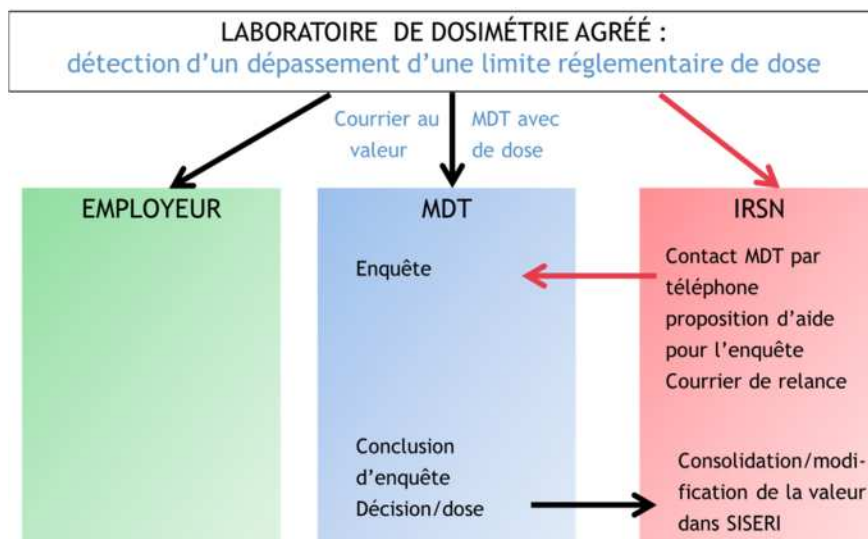 LABORATOIRE DE DOSIMÉTRIE AGRÉÉ :
détection d'un dépassement d'une limite réglementaire de dose
Courrier au MDT avec
valeur de dose
EMPLOYEUR
MDT
IRSN
Enquête
Contact MDT par
téléphone
proposition d'aide
pour l'enquête
Courrier de relance
Conclusion
d'enquête
Décision/dose
Consolidation/modi-
fication de la valeur
dans SISERI